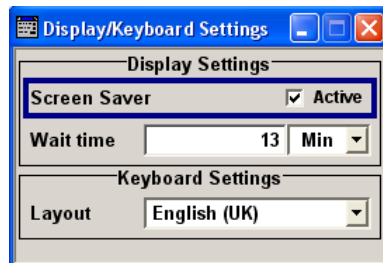 Display/Keyboard Settings
Display Settings
Screen Saver Active
Wait time 13 Min
Keyboard Settings
Layout English (UK)